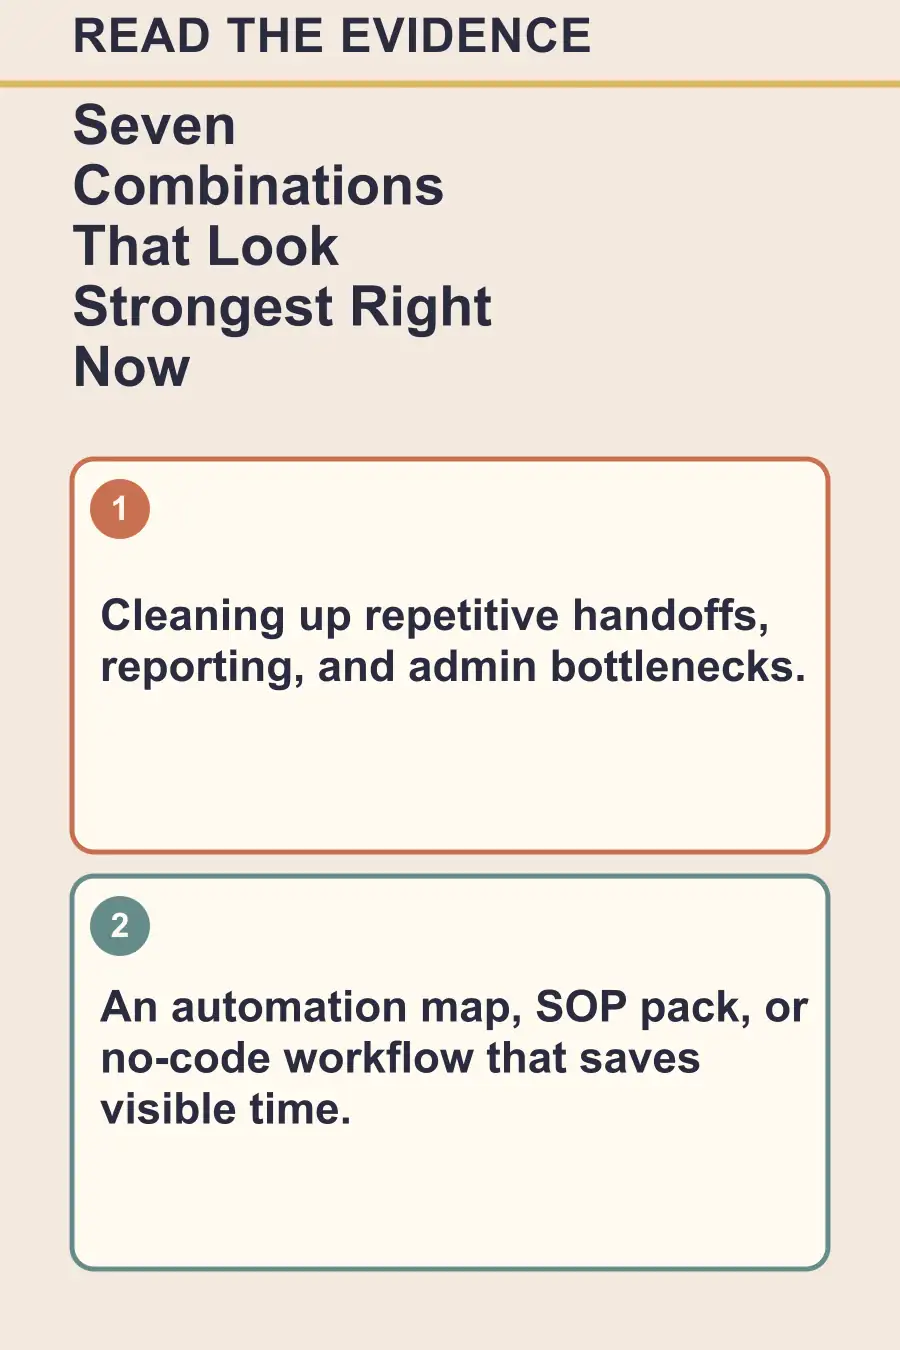 READ THE EVIDENCE
Seven
Combinations
That Look
Strongest Right
Now
1
Cleaning up repetitive handoffs,
reporting, and admin bottlenecks.
2
An automation map, SOP pack, or
no-code workflow that saves
visible time.